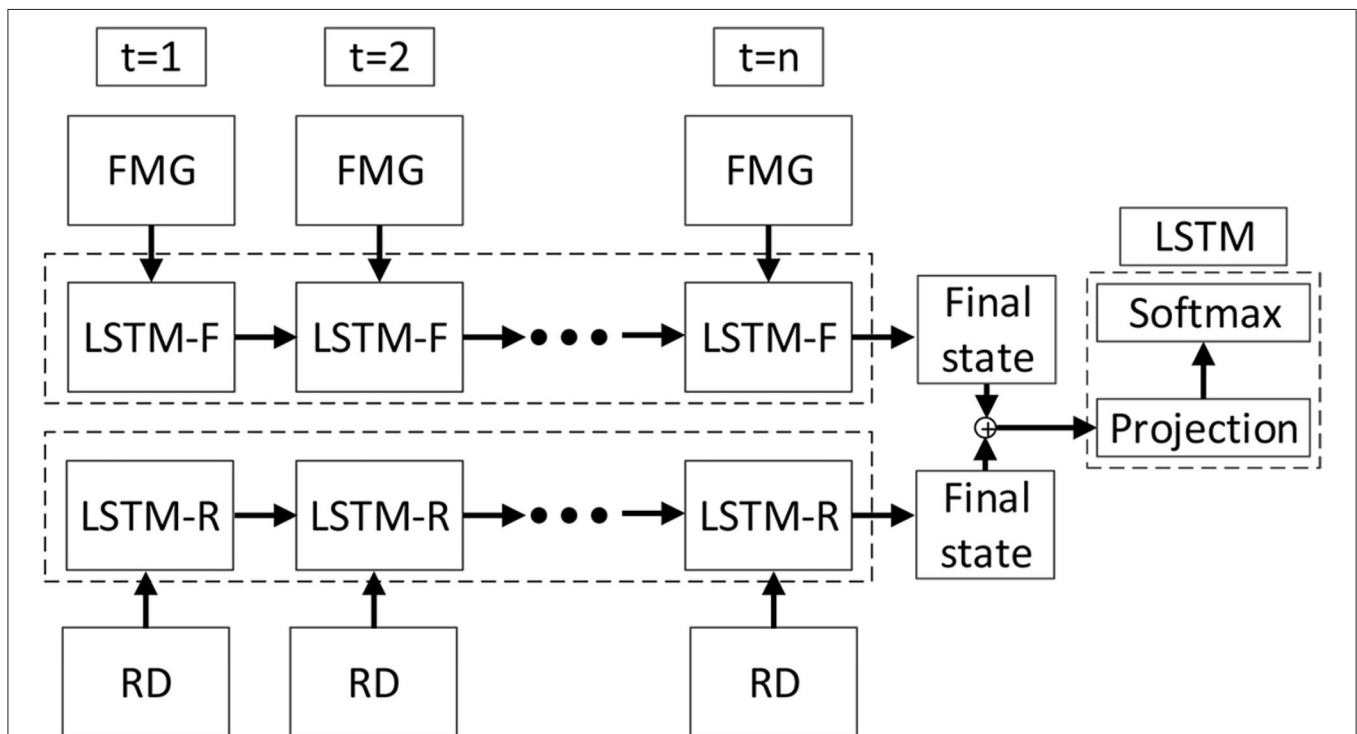 t=1
t=2
t=n
FMG
FMG
FMG
LSTM
LSTM-F
LSTM-F
LSTM-F
Final
state
Softmax
Projection
LSTM-R
LSTM-R
LSTM-R
Final
state
RD
RD
RD